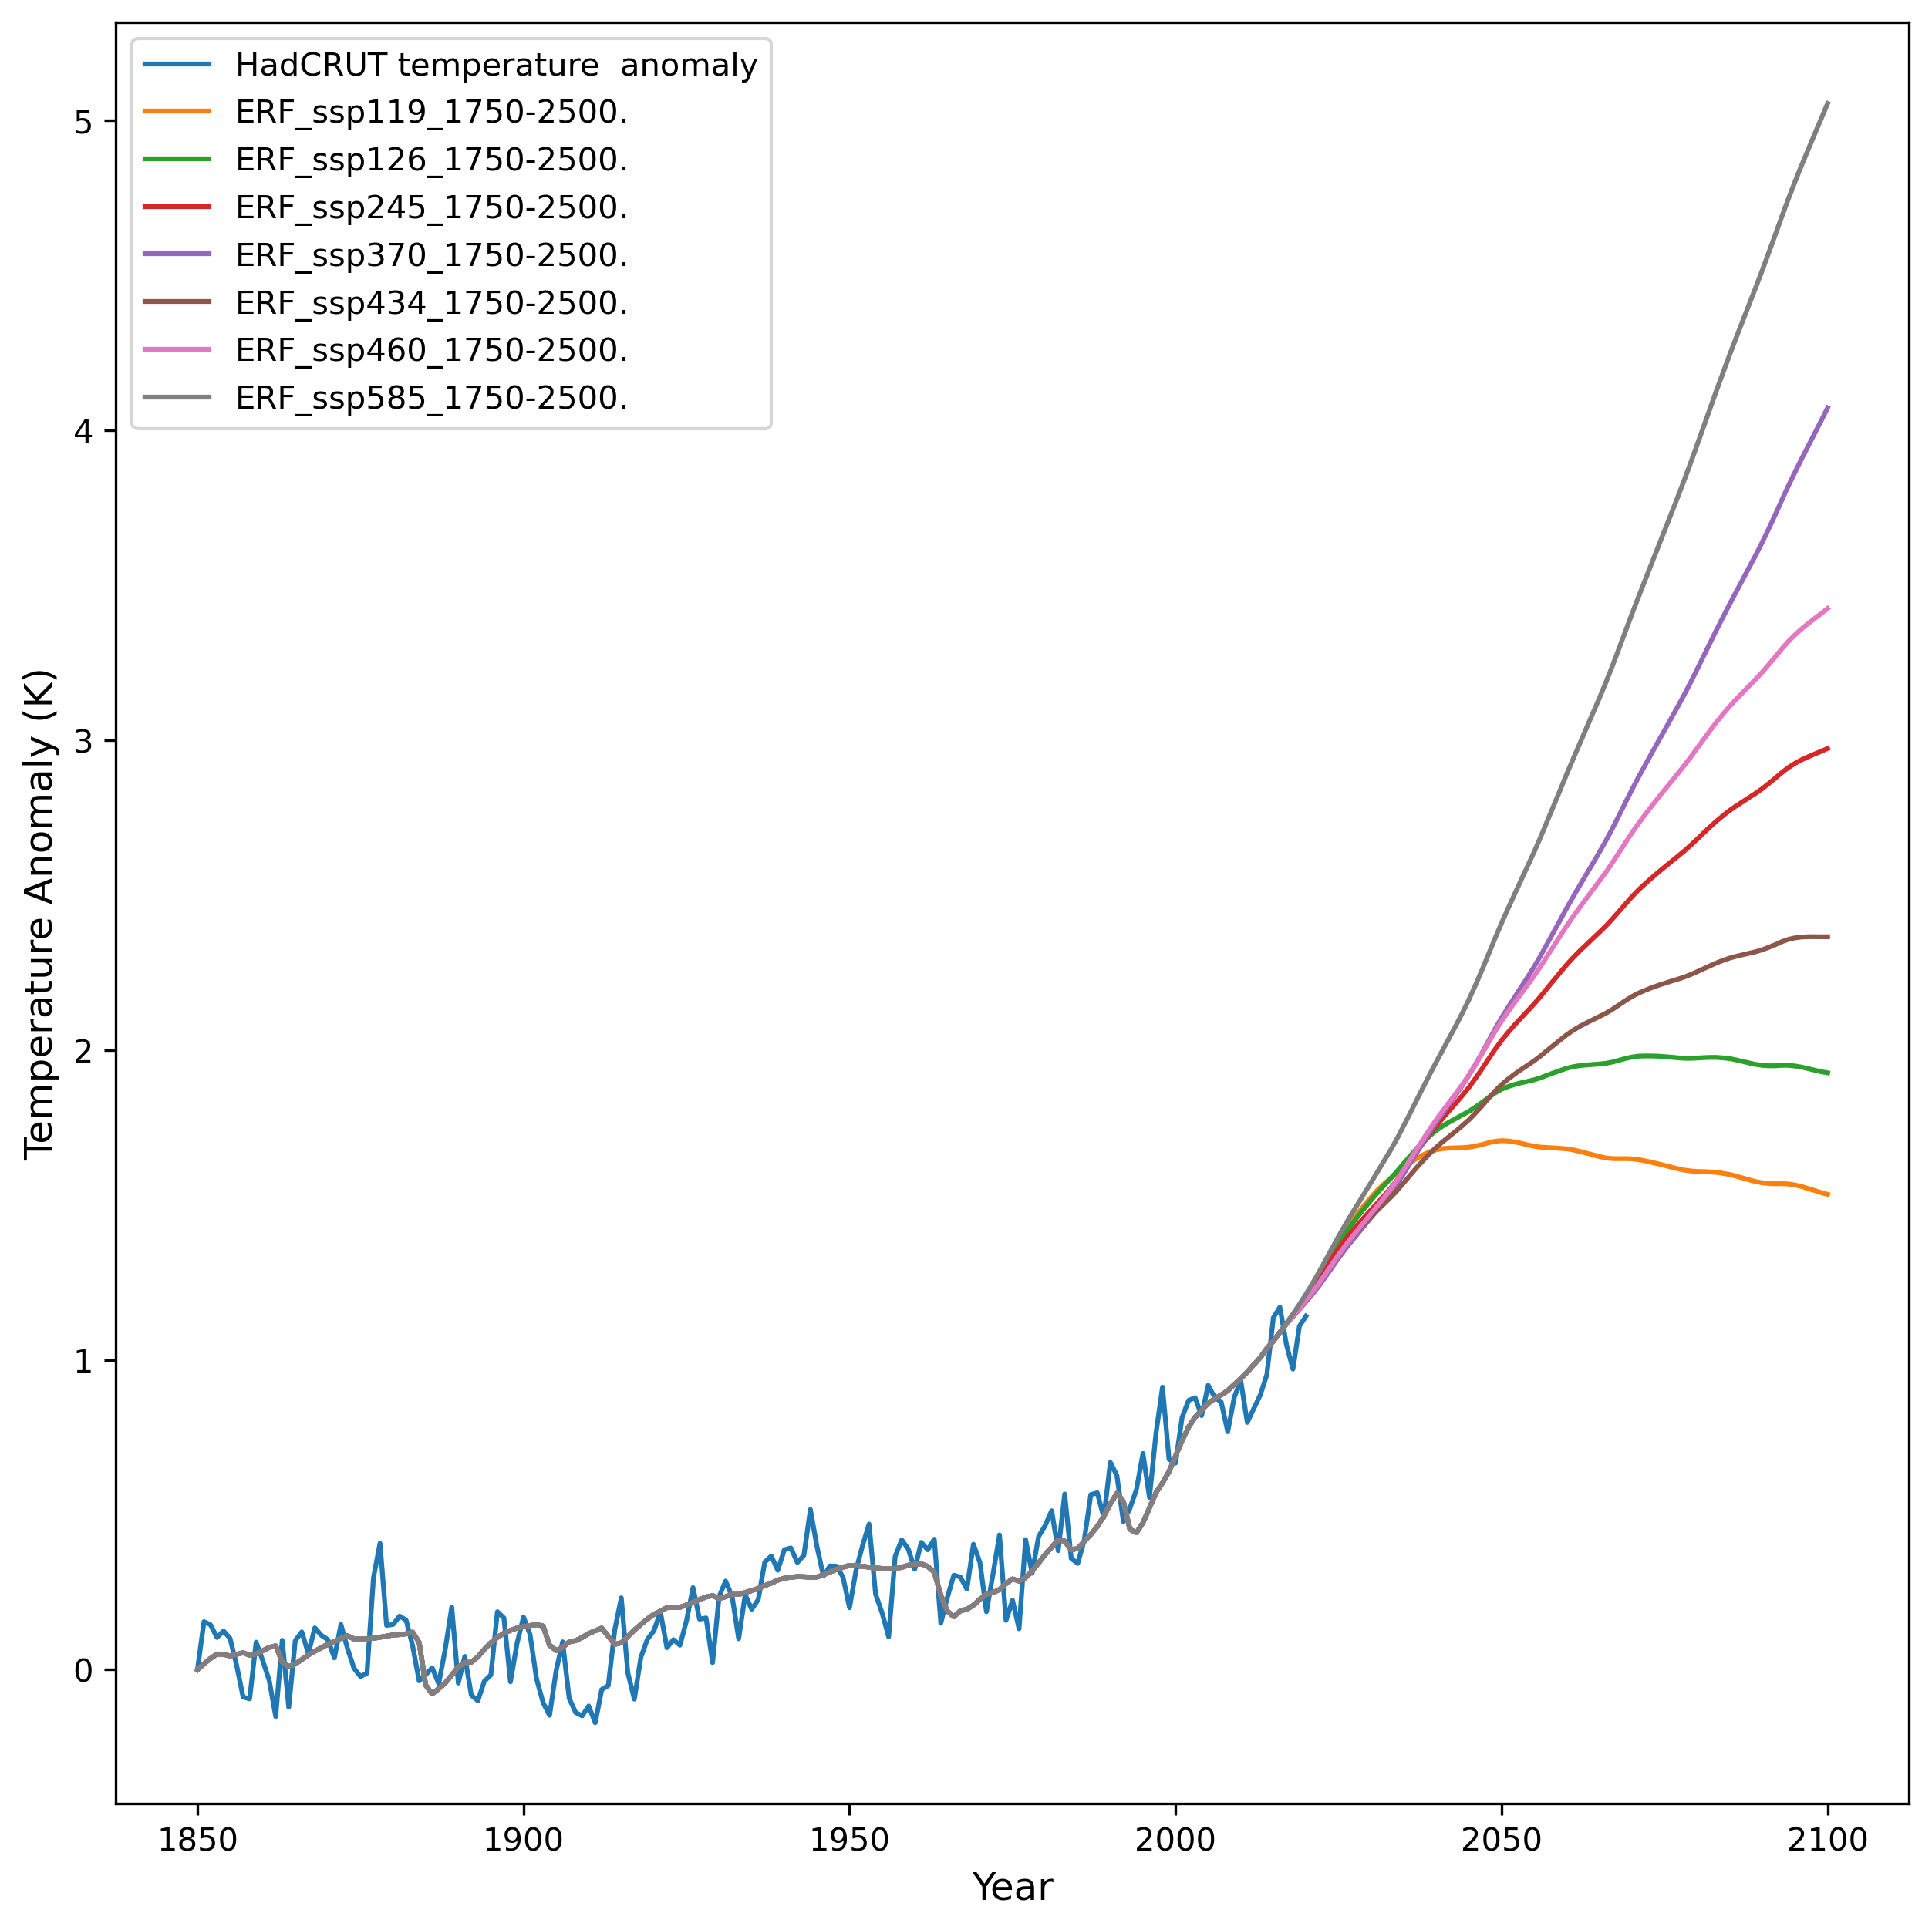 HadCRUT temperature  anomaly
ERF_ssp119_1750-2500.
ERF_ssp126_1750-2500.
ERF_ssp245_1750-2500.
ERF_ssp370_1750-2500.
ERF_ssp434_1750-2500.
ERF_ssp460_1750-2500.
ERF_ssp585_1750-2500.
Temperature Anomaly (K)
5
4
3
2
1
0
1850 1900 1950 2000 2050 2100
Year